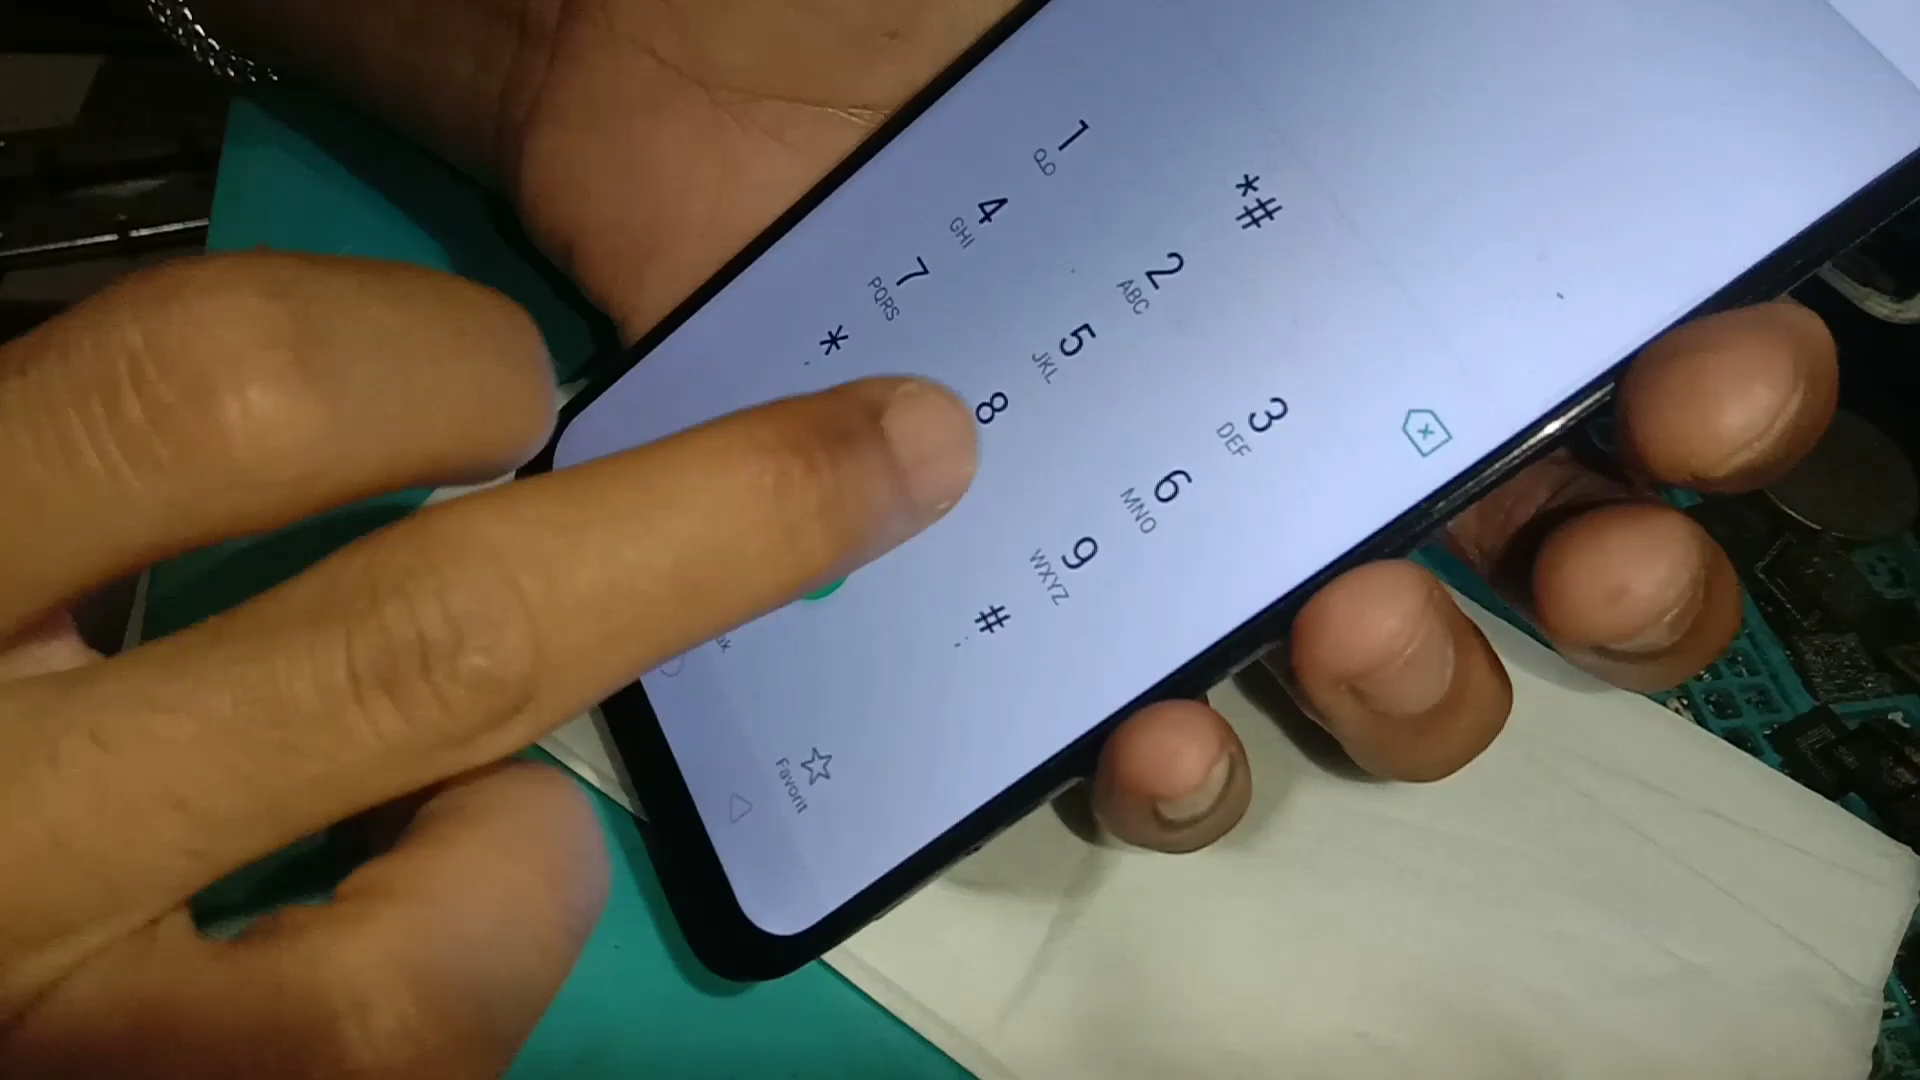 *#
1
2 ABC
3 DEF
4 GHI
5 JKL
6 MNO
7 PQRS
8
9 WXYZ
*
#
Favorit